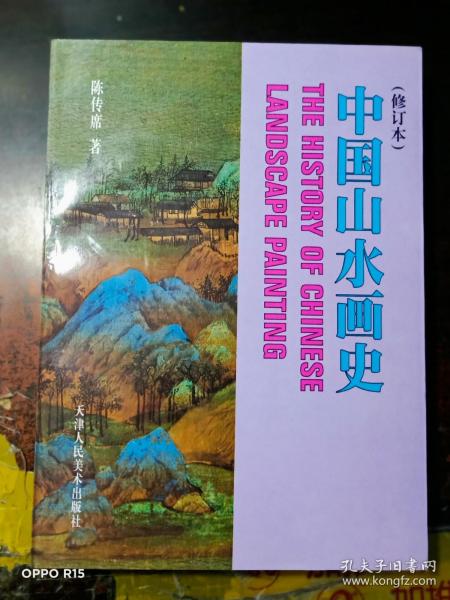 （修订本）
中国山水画史
THE HISTORY OF CHINESE
LANDSCAPE PAINTING
陈传席 著
天津人民美术出版社
OPPO R15
孔夫子旧书网
www.kongfz.com